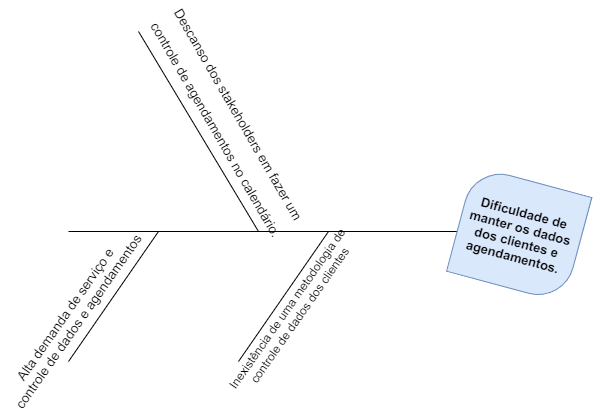 Descanso dos stakeholders em fazer um
controle de agendamentos no calendário.
Dificuldade de
manter os dados
dos clientes e
agendamentos.
Alta demanda de serviço e
controle de dados e agendamentos
Inexistência de uma metodologia de
controle de dados dos clientes